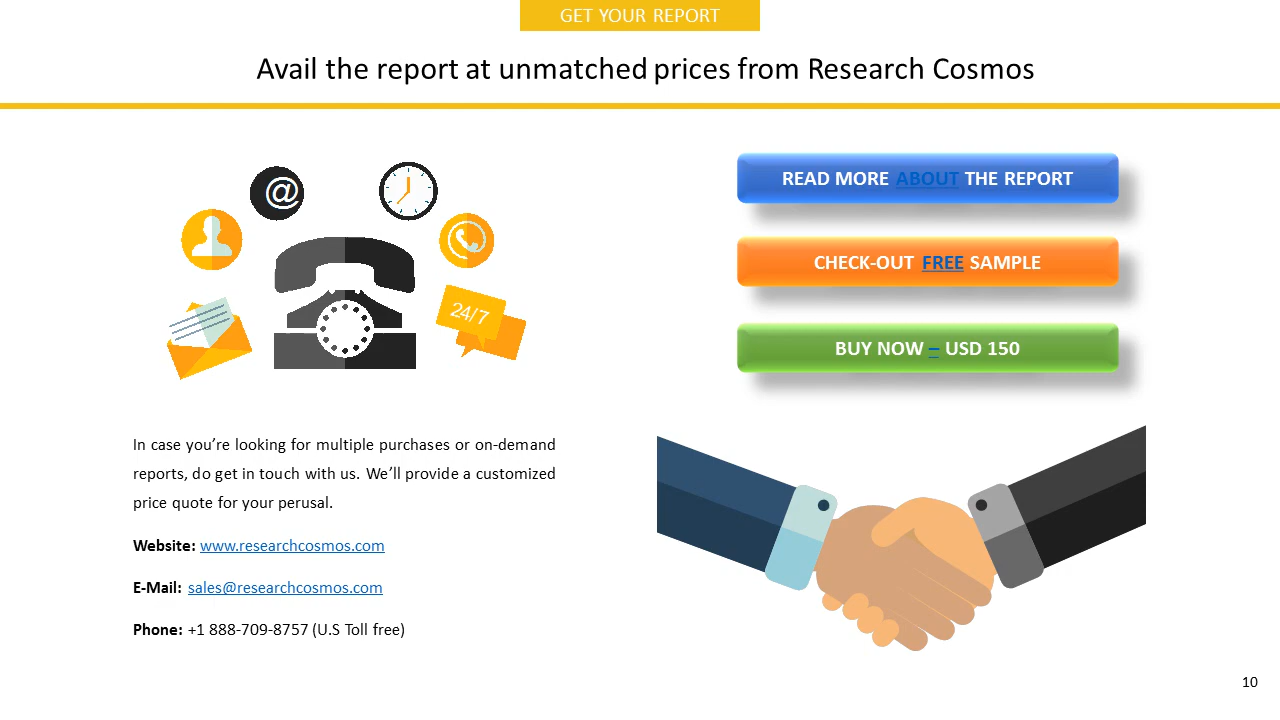 GET YOUR REPORT
Avail the report at unmatched prices from Research Cosmos
@
24/7
READ MORE ABOUT THE REPORT
CHECK-OUT FREE SAMPLE
BUY NOW – USD 150
In case you’re looking for multiple purchases or on-demand
reports, do get in touch with us. We’ll provide a customized
price quote for your perusal.
Website: www.researchcosmos.com
E-Mail: sales@researchcosmos.com
Phone: +1 888-709-8757 (U.S Toll free)
10